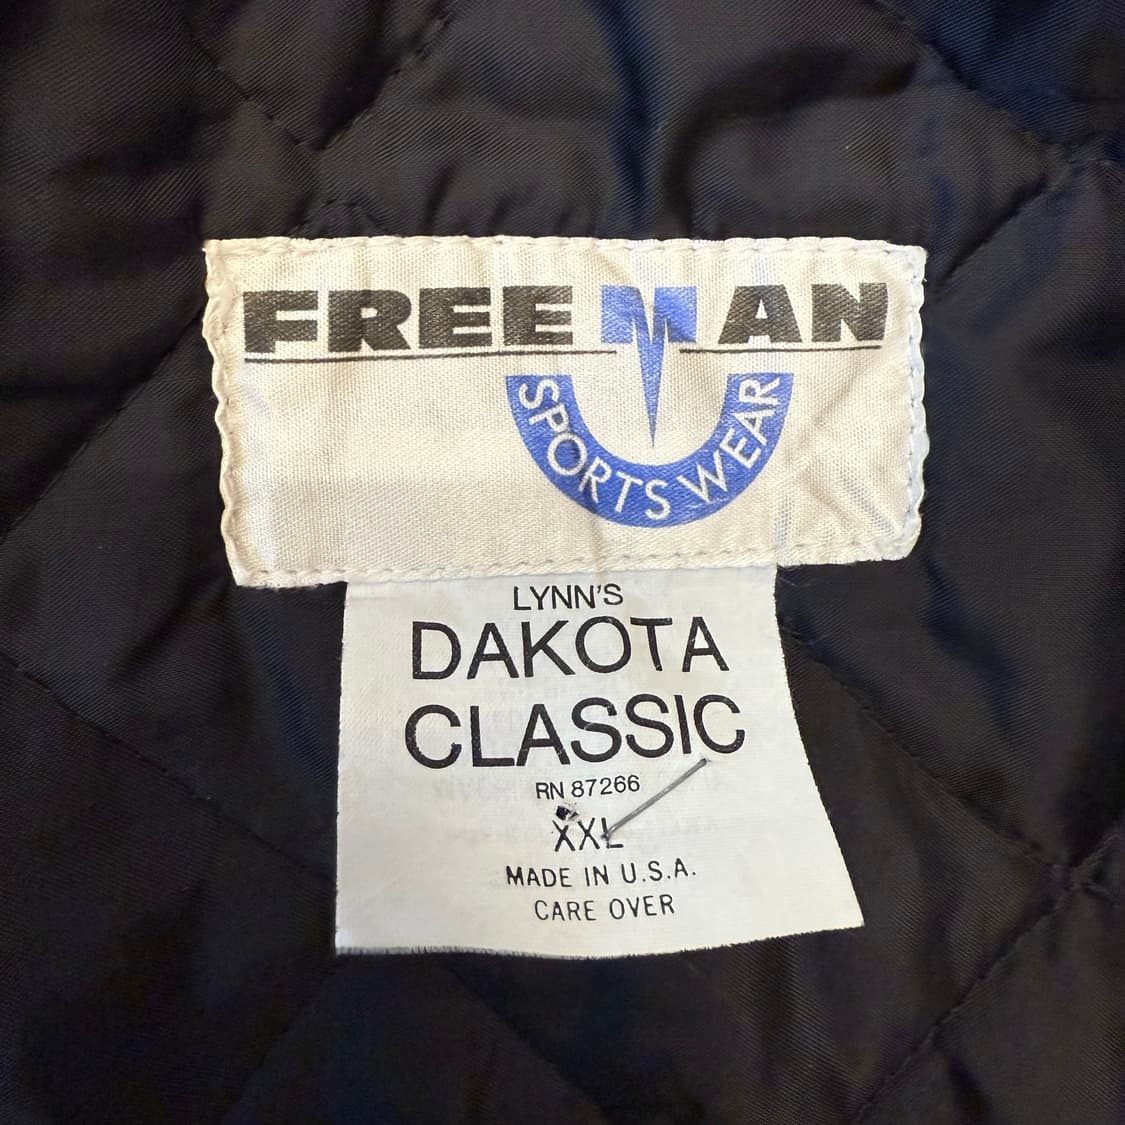 FREEMAN
SPORTSWEAR
LYNN'S
DAKOTA
CLASSIC
RN 87266
XXL
MADE IN U.S.A.
CARE OVER